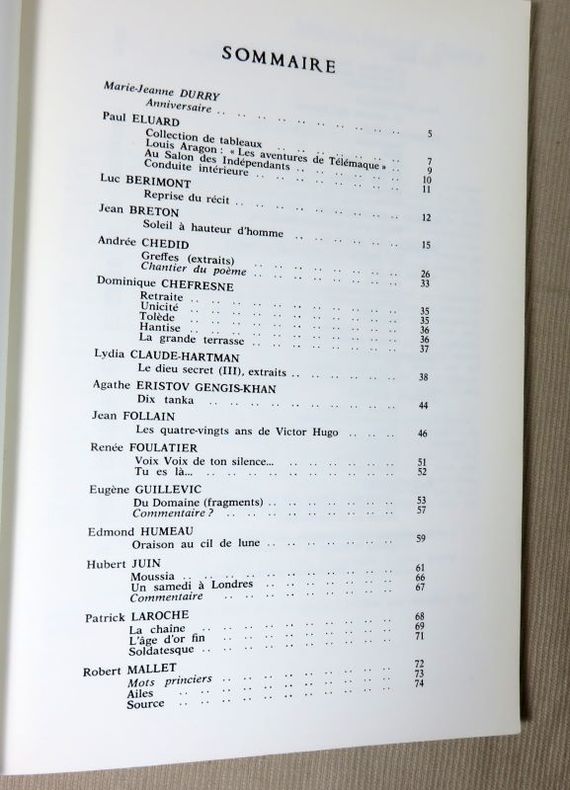 SOMMAIRE
Marie-Jeanne DURRY
Anniversaire .. .. .. .. .. .. .. .. 5
Paul ELUARD
Collection de tableaux .. .. .. .. .. .. 7
Louis Aragon : « Les aventures de Télémaque » .. 9
Au Salon des Indépendants .. .. .. .. .. 10
Conduite intérieure .. .. .. .. .. .. 11
Luc BERIMONT
Reprise du récit .. .. .. .. .. .. .. 12
Jean BRETON
Soleil à hauteur d'homme .. .. .. .. .. 15
Andrée CHEDID
Greffes (extraits) .. .. .. .. .. .. 26
Chantier du poème .. .. .. .. .. .. 33
Dominique CHEFRESNE
Retraite .. .. .. .. .. .. .. .. 35
Unicité .. .. .. .. .. .. .. .. 35
Tolède .. .. .. .. .. .. .. .. 36
Hantise .. .. .. .. .. .. .. .. 36
La grande terrasse .. .. .. .. .. .. 37
Lydia CLAUDE-HARTMAN
Le dieu secret (III), extraits .. .. .. .. .. 38
Agathe ERISTOV GENGIS-KHAN
Dix tanka .. .. .. .. .. .. .. .. 44
Jean FOLLAIN
Les quatre-vingts ans de Victor Hugo .. .. .. 46
Renée FOULATIER
Voix Voix de ton silence... .. .. .. .. .. 51
Tu es là... .. .. .. .. .. .. .. .. 52
Eugène GUILLEVIC
Du Domaine (fragments) .. .. .. .. .. .. 53
Commentaire ? .. .. .. .. .. .. .. 57
Edmond HUMEAU
Oraison au cil de lune .. .. .. .. .. .. 59
Hubert JUIN
Moussia .. .. .. .. .. .. .. .. 61
Un samedi à Londres .. .. .. .. .. .. 66
Commentaire .. .. .. .. .. .. .. 67
Patrick LAROCHE
La chaîne .. .. .. .. .. .. .. .. 68
L'âge d'or fin .. .. .. .. .. .. .. 69
Soldatesque .. .. .. .. .. .. .. .. 71
Robert MALLET
Mots princiers .. .. .. .. .. .. .. 72
Ailes .. .. .. .. .. .. .. .. 73
Source .. .. .. .. .. .. .. .. 74